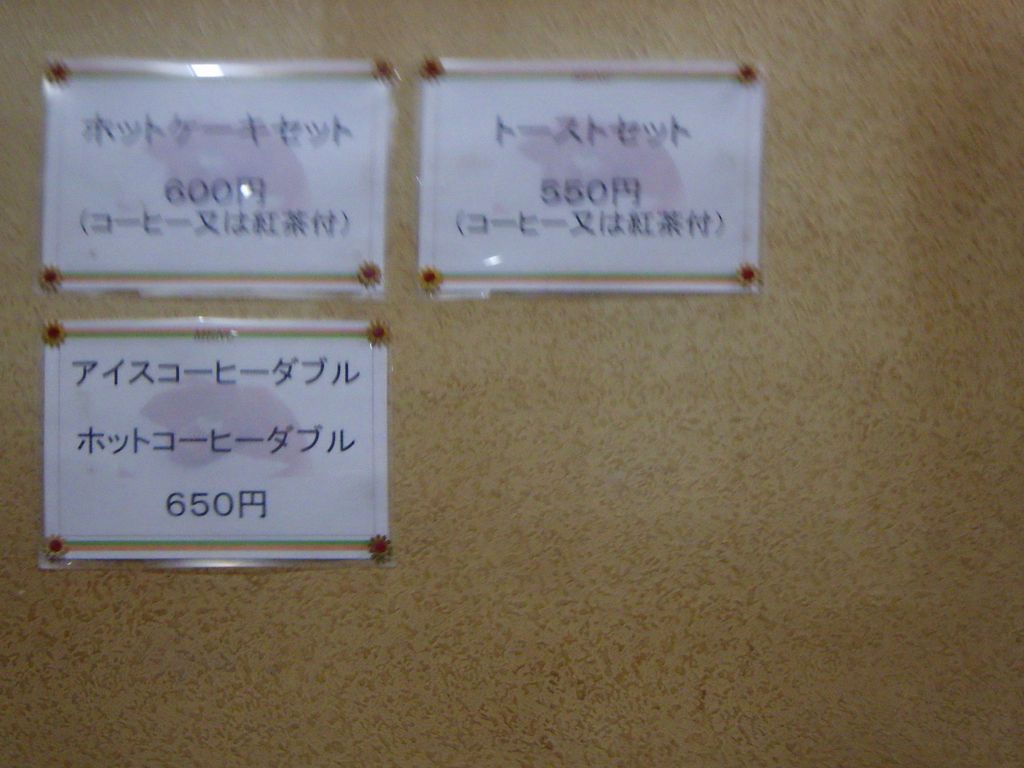 ホットケーキセット
600円
（コーヒー又は紅茶付）
トーストセット
550円
（コーヒー又は紅茶付）
アイスコーヒーダブル
ホットコーヒーダブル
650円